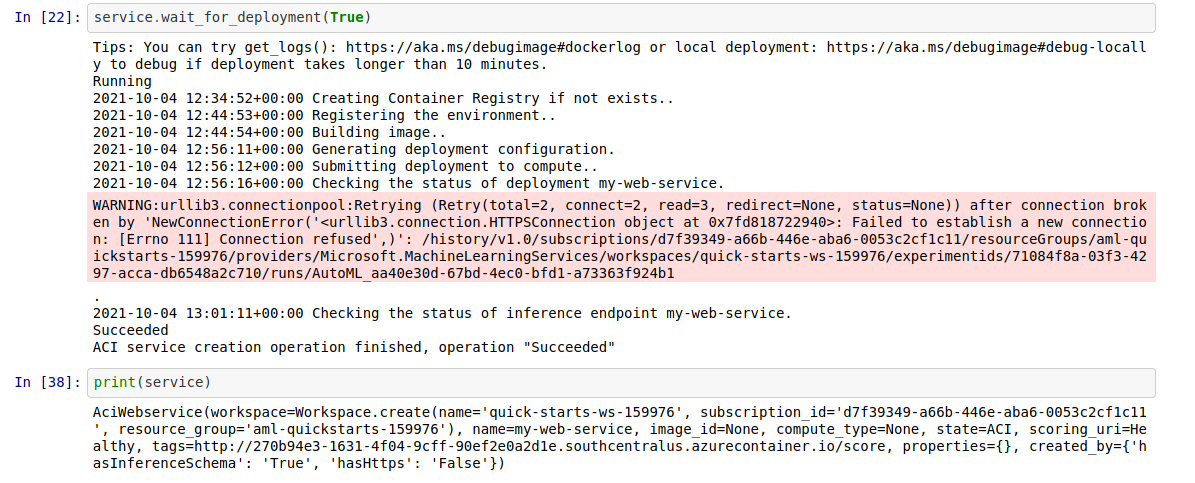 In [22]: service.wait_for_deployment(True)
Tips: You can try get_logs(): https://aka.ms/debugimage#dockerlog or local deployment: https://aka.ms/debugimage#debug-locall
y to debug if deployment takes longer than 10 minutes.
Running
2021-10-04 12:34:52+00:00 Creating Container Registry if not exists..
2021-10-04 12:44:53+00:00 Registering the environment..
2021-10-04 12:44:54+00:00 Building image..
2021-10-04 12:56:11+00:00 Generating deployment configuration.
2021-10-04 12:56:12+00:00 Submitting deployment to compute..
2021-10-04 12:56:16+00:00 Checking the status of deployment my-web-service.
WARNING:urllib3.connectionpool:Retrying (Retry(total=2, connect=2, read=3, redirect=None, status=None)) after connection brok
en by 'NewConnectionError('<urllib3.connection.HTTPSConnection object at 0x7fd818722940>: Failed to establish a new connectio
n: [Errno 111] Connection refused',)': /history/v1.0/subscriptions/d7f39349-a66b-446e-aba6-0053c2cf1c11/resourceGroups/aml-qu
ickstarts-159976/providers/Microsoft.MachineLearningServices/workspaces/quick-starts-ws-159976/experimentids/71084f8a-03f3-42
97-acca-db6548a2c710/runs/AutoML_aa40e30d-67bd-4ec0-bfd1-a73363f924b1
.
2021-10-04 13:01:11+00:00 Checking the status of inference endpoint my-web-service.
Succeeded
ACI service creation operation finished, operation "Succeeded"
In [38]: print(service)
AciWebservice(workspace=Workspace.create(name='quick-starts-ws-159976', subscription_id='d7f39349-a66b-446e-aba6-0053c2cf1c11
', resource_group='aml-quickstarts-159976'), name=my-web-service, image_id=None, compute_type=None, state=ACI, scoring_uri=He
althy, tags=http://270b94e3-1631-4f04-9cff-90ef2e0a2d1e.southcentralus.azurecontainer.io/score, properties={}, created_by={'h
asInferenceSchema': 'True', 'hasHttps': 'False'})